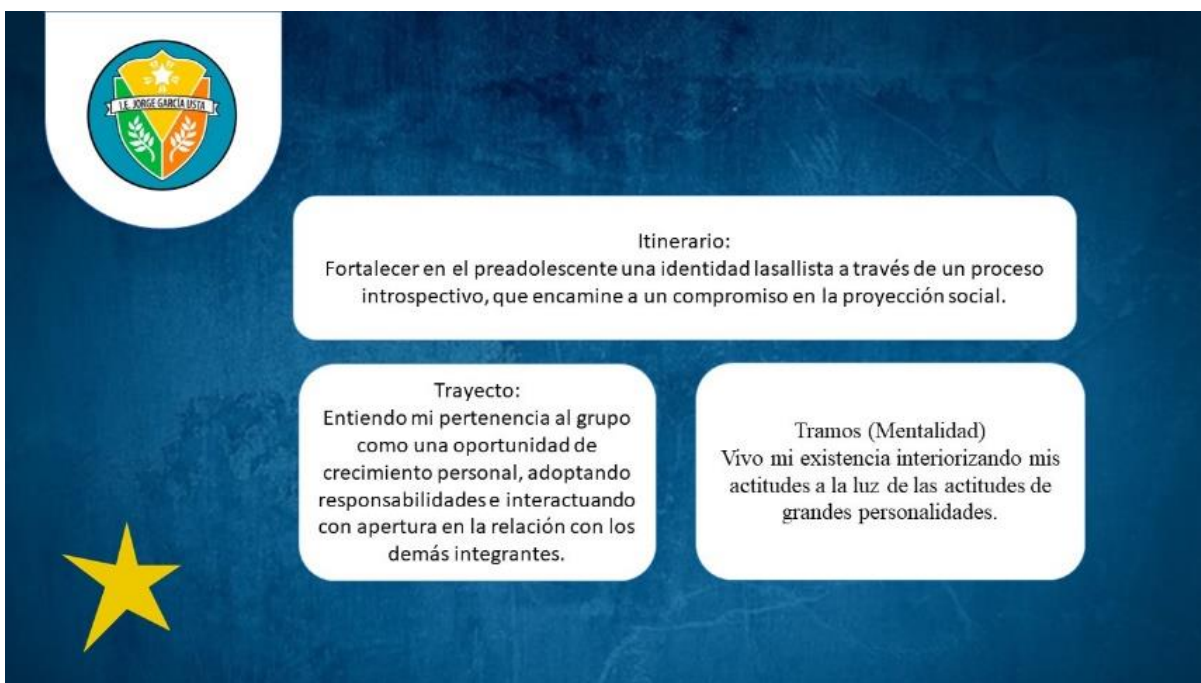 I.E. JORGE GARCÍA USTA
Itinerario:
Fortalecer en el preadolescente una identidad lasallista a través de un proceso
introspectivo, que encamine a un compromiso en la proyección social.
Trayecto:
Entiendo mi pertenencia al grupo
como una oportunidad de
crecimiento personal, adoptando
responsabilidades e interactuando
con apertura en la relación con los
demás integrantes.
Tramos (Mentalidad)
Vivo mi existencia interiorizando mis
actitudes a la luz de las actitudes de
grandes personalidades.